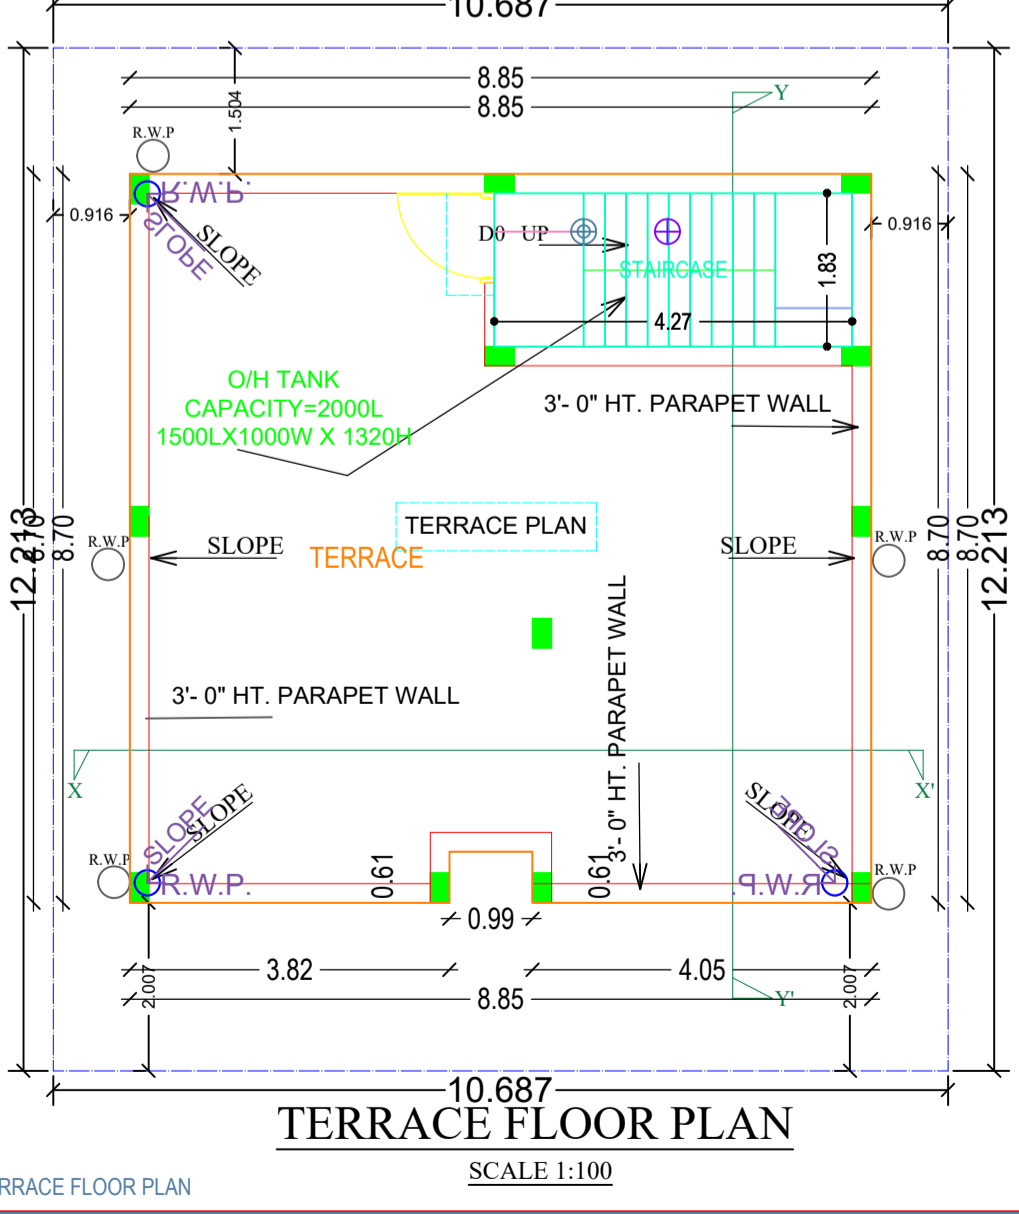 10.687
8.85
8.85
Y
1.504
R.W.P
R.W.P.
0.916
0.916
SLOPE
SLOPE
D0 UP
STAIRCASE
1.83
4.27
O/H TANK
CAPACITY=2000L
1500LX1000W X 1320H
3'- 0" HT. PARAPET WALL
TERRACE PLAN
TERRACE
12.213
8.70
8.70
R.W.P
SLOPE
SLOPE
R.W.P
8.70
8.70
12.213
3'- 0" HT. PARAPET WALL
3'- 0" HT. PARAPET WALL
X
X'
SLOPE
SLOPE
SLOPE
SLOPE
R.W.P
R.W.P.
0.61
0.61
R.W.P.
R.W.P
0.99
3.82
4.05
2.007
2.007
8.85
Y'
10.687
TERRACE FLOOR PLAN
SCALE 1:100
RRACE FLOOR PLAN